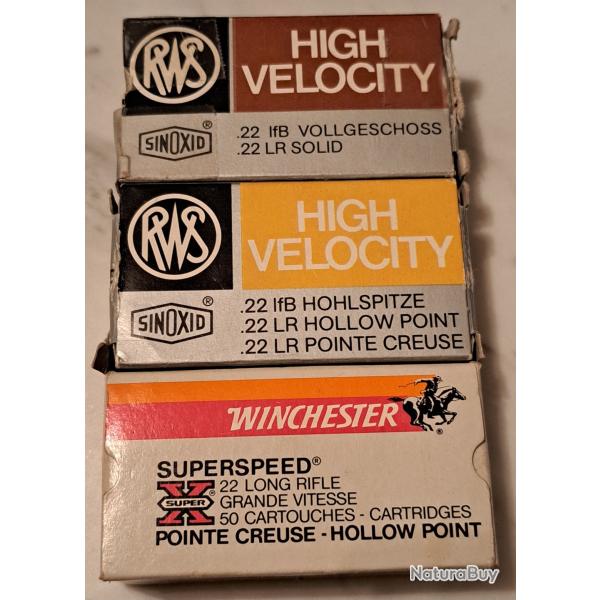 RWS
HIGH
VELOCITY
SINOXID®
.22 lfB VOLLGESCHOSS
.22 LR SOLID
RWS
HIGH
VELOCITY
SINOXID®
.22 lfB HOHLSPITZE
.22 LR HOLLOW POINT
.22 LR POINTE CREUSE
WINCHESTER®
SUPERSPEED®
SUPER X
22 LONG RIFLE
GRANDE VITESSE
50 CARTOUCHES - CARTRIDGES
POINTE CREUSE - HOLLOW POINT
NaturaBuy